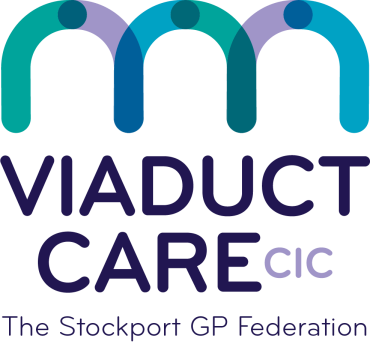 VIADUCT
CARE CIC
The Stockport GP Federation